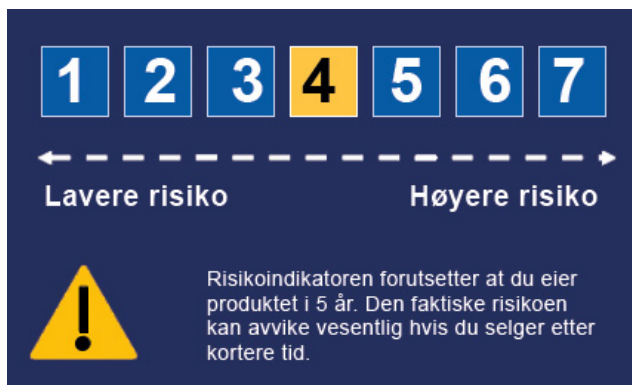 1 2 3 4 5 6 7
Lavere risiko Høyere risiko
Risikoindikatoren forutsetter at du eier
produktet i 5 år. Den faktiske risikoen
kan avvike vesentlig hvis du selger etter
kortere tid.